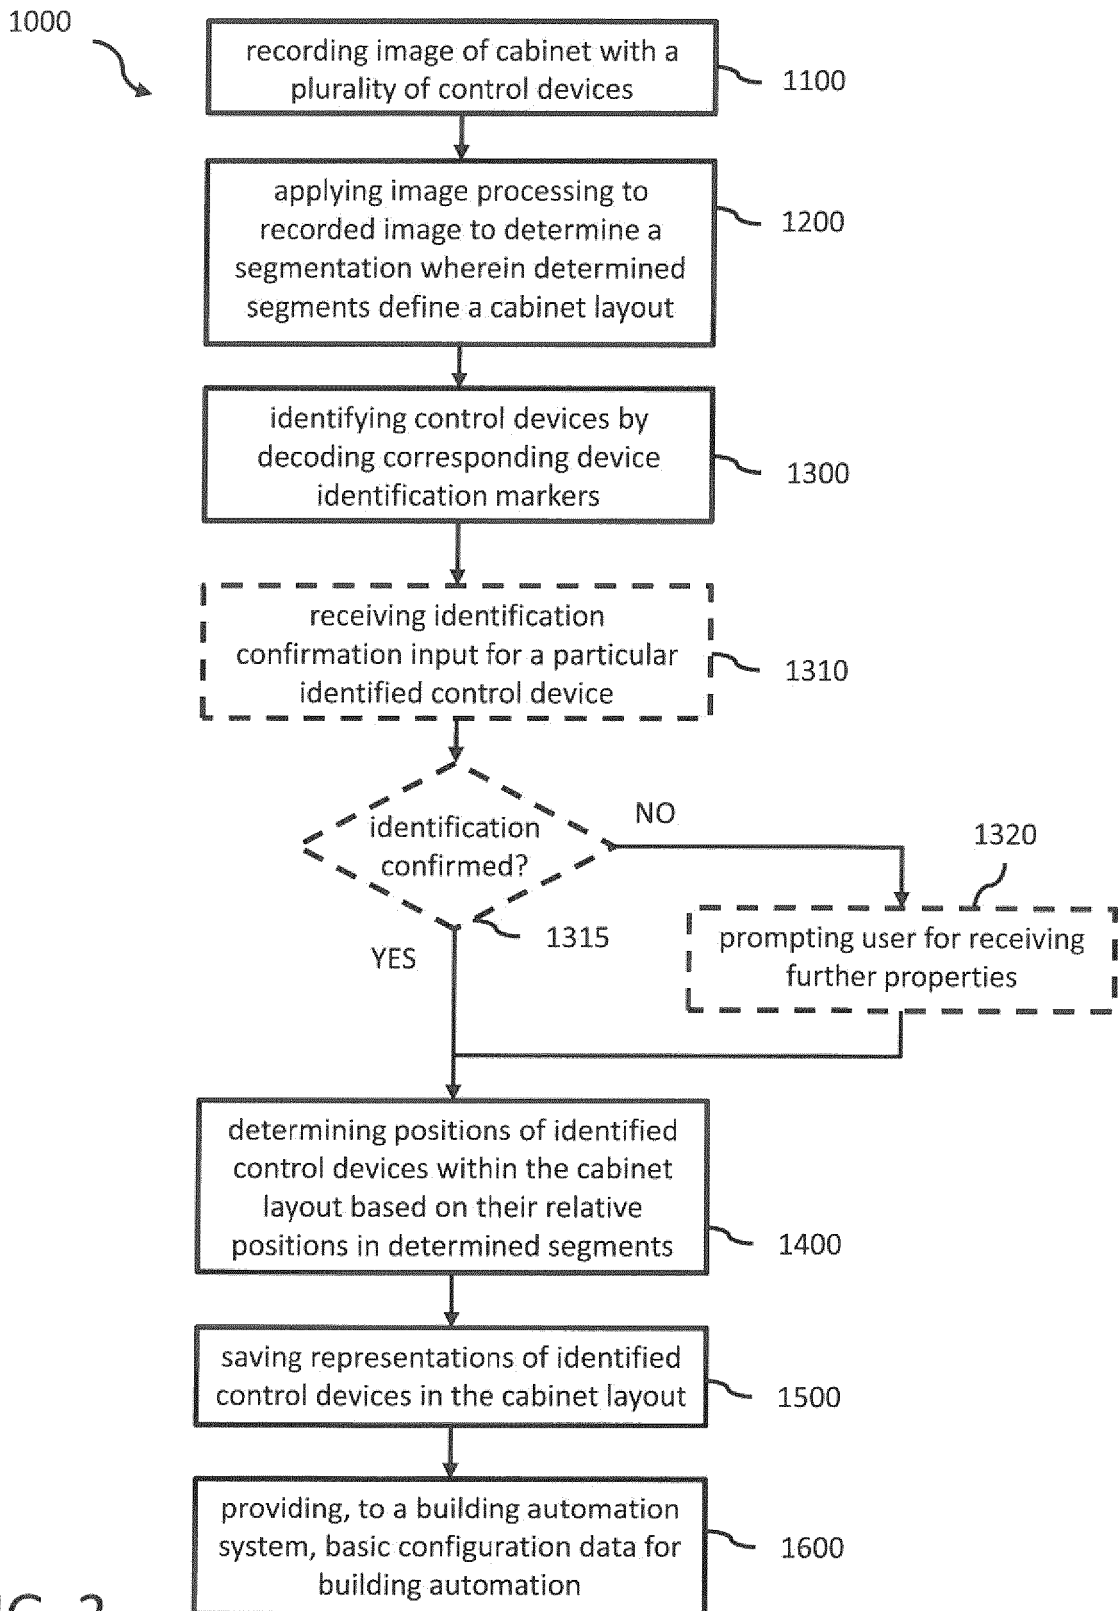 1000
recording image of cabinet with a
plurality of control devices
1100
applying image processing to
recorded image to determine a
segmentation wherein determined
segments define a cabinet layout
1200
identifying control devices by
decoding corresponding device
identification markers
1300
receiving identification
confirmation input for a particular
identified control device
1310
identification
confirmed?
1315
NO
YES
1320
prompting user for receiving
further properties
determining positions of identified
control devices within the cabinet
layout based on their relative
positions in determined segments
1400
saving representations of identified
control devices in the cabinet layout
1500
providing, to a building automation
system, basic configuration data for
building automation
1600